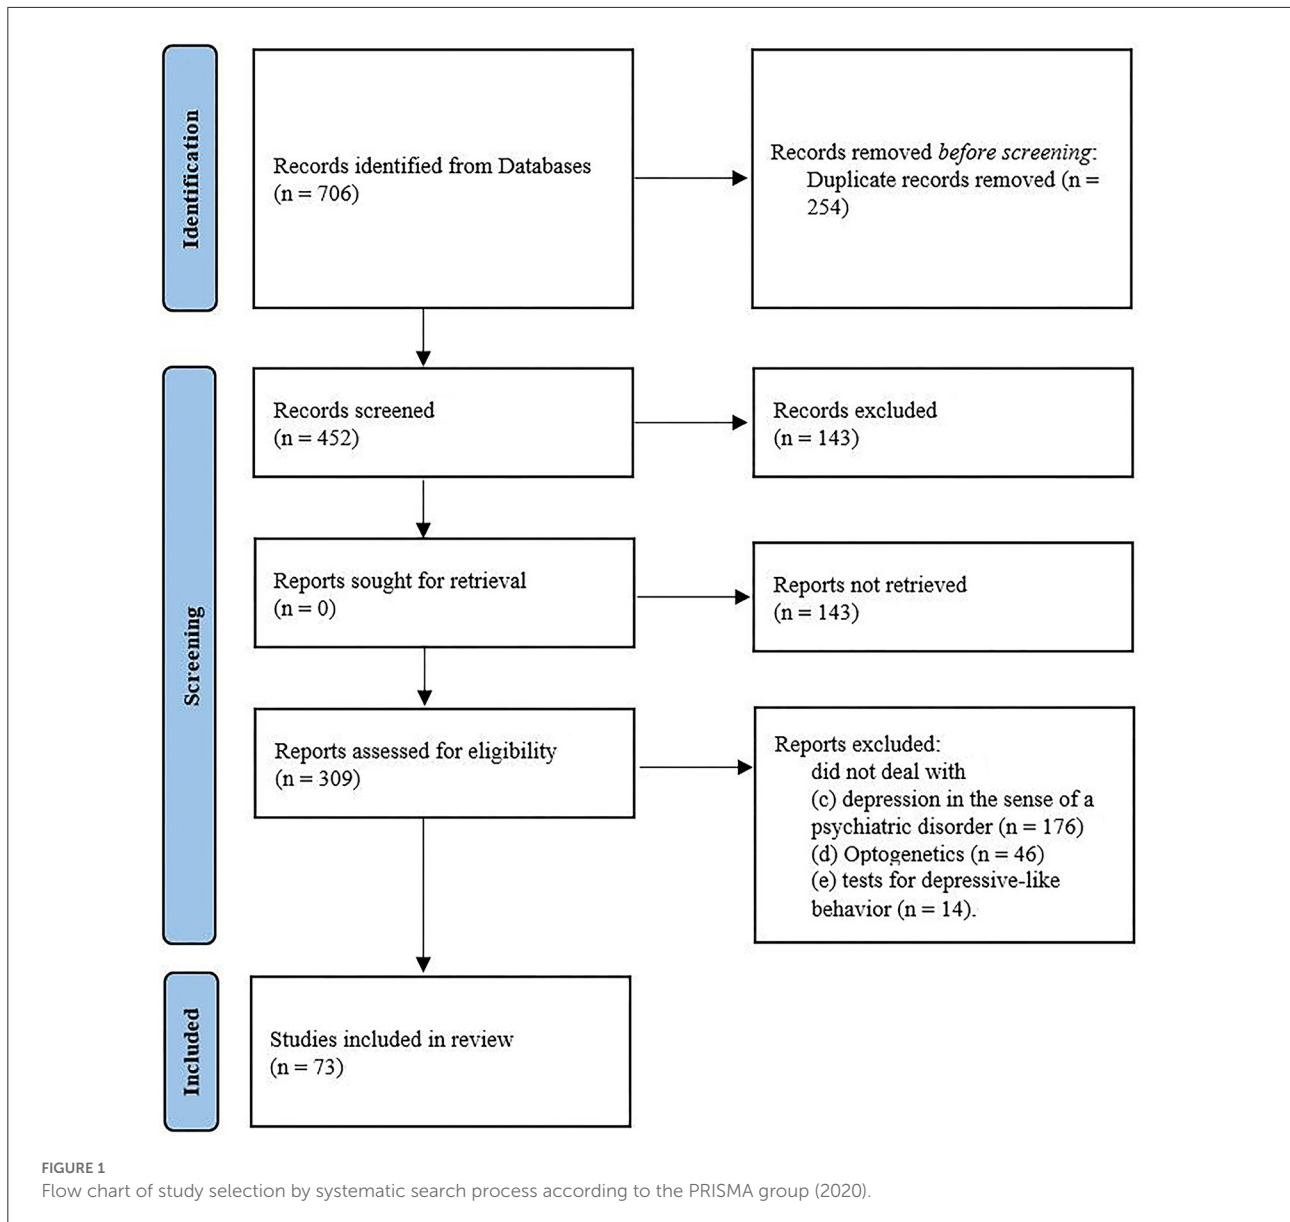 Identification
Records identified from Databases
(n = 706)
Records removed before screening:
Duplicate records removed (n =
254)
Screening
Records screened
(n = 452)
Records excluded
(n = 143)
Reports sought for retrieval
(n = 0)
Reports not retrieved
(n = 143)
Reports assessed for eligibility
(n = 309)
Reports excluded:
did not deal with
(c) depression in the sense of a
psychiatric disorder (n = 176)
(d) Optogenetics (n = 46)
(e) tests for depressive-like
behavior (n = 14).
Included
Studies included in review
(n = 73)
FIGURE 1
Flow chart of study selection by systematic search process according to the PRISMA group (2020).